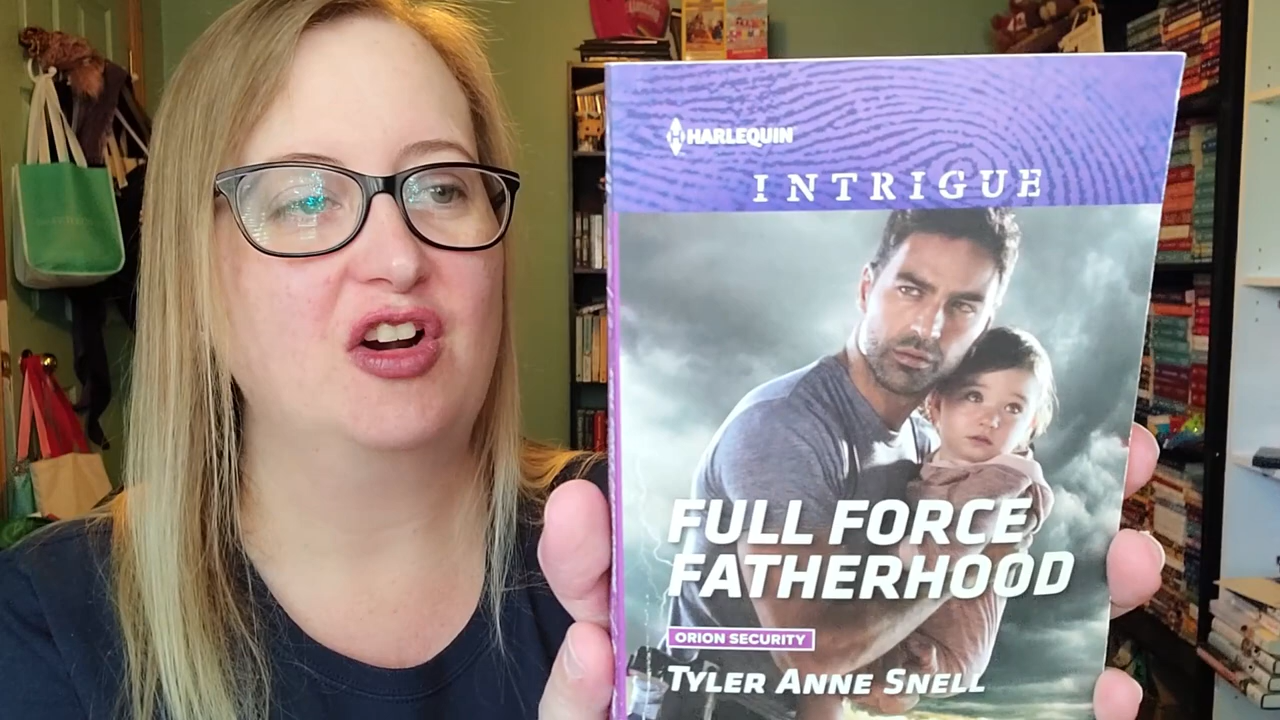 HARLEQUIN
INTRIGUE
FULL FORCE
FATHERHOOD
ORION SECURITY
TYLER ANNE SNELL